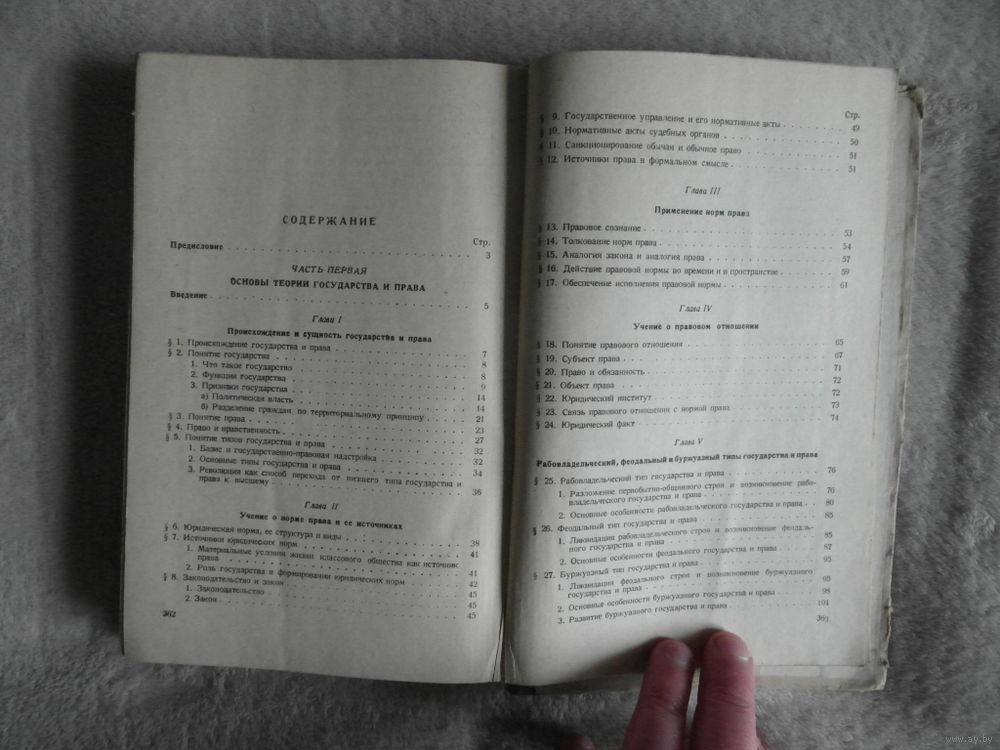 СОДЕРЖАНИЕ
Стр.
Предисловие . . . . . 3
ЧАСТЬ ПЕРВАЯ
ОСНОВЫ ТЕОРИИ ГОСУДАРСТВА И ПРАВА
Введение . . . . . 5
Глава I
Происхождение и сущность государства и права
§ 1. Происхождение государства и права . . . . . 7
§ 2. Понятие государства . . . . . 8
1. Что такое государство . . . . . 8
2. Функции государства . . . . . 9
3. Признаки государства . . . . . 14
а) Политическая власть . . . . . 14
б) Разделение граждан по территориальному принципу . . . . . 21
§ 3. Понятие права . . . . . 23
§ 4. Право и нравственность . . . . . 27
§ 5. Понятие типов государства и права . . . . . 32
1. Базис и государственно-правовая надстройка . . . . . 32
2. Основные типы государства и права . . . . . 34
3. Революция как способ перехода от низшего типа государства и
права к высшему . . . . . 36
Глава II
Учение о норме права и ее источниках
§ 6. Юридическая норма, ее структура и виды . . . . . 38
§ 7. Источники юридических норм . . . . . 41
1. Материальные условия жизни классового общества как источник
права . . . . . 41
2. Роль государства в формировании юридических норм . . . . . 42
§ 8. Законодательство и закон . . . . . 45
1. Законодательство . . . . . 45
2. Закон . . . . . 45
362
Стр.
§ 9. Государственное управление и его нормативные акты . . . . . 49
§ 10. Нормативные акты судебных органов . . . . . 50
§ 11. Санкционирование обычая и обычное право . . . . . 51
§ 12. Источники права в формальном смысле . . . . . 51
Глава III
Применение норм права
§ 13. Правовое сознание . . . . . 53
§ 14. Толкование норм права . . . . . 54
§ 15. Аналогия закона и аналогия права . . . . . 57
§ 16. Действие правовой нормы во времени и в пространстве . . . . . 59
§ 17. Обеспечение исполнения правовой нормы . . . . . 61
Глава IV
Учение о правовом отношении
§ 18. Понятие правового отношения . . . . . 65
§ 19. Субъект права . . . . . 67
§ 20. Право и обязанность . . . . . 71
§ 21. Объект права . . . . . 72
§ 22. Юридический институт . . . . . 72
§ 23. Связь правового отношения с нормой права . . . . . 73
§ 24. Юридический факт . . . . . 74
Глава V
Рабовладельческий, феодальный и буржуазный типы государства и права
§ 25. Рабовладельческий тип государства и права . . . . . 76
1. Разложение первобытно-общинного строя и возникновение рабо-
владельческого государства и права . . . . . 76
2. Основные особенности рабовладельческого государства и права . . . . . 80
§ 26. Феодальный тип государства и права . . . . . 85
1. Ликвидация рабовладельческого строя и возникновение феодаль-
ного государства и права . . . . . 85
2. Основные особенности феодального государства и права . . . . . 87
§ 27. Буржуазный тип государства и права . . . . . 95
1. Ликвидация феодального строя и возникновение буржуазного
государства и права . . . . . 95
2. Основные особенности буржуазного государства и права . . . . . 98
3. Развитие буржуазного государства и права . . . . . 101
363
www.ay.by